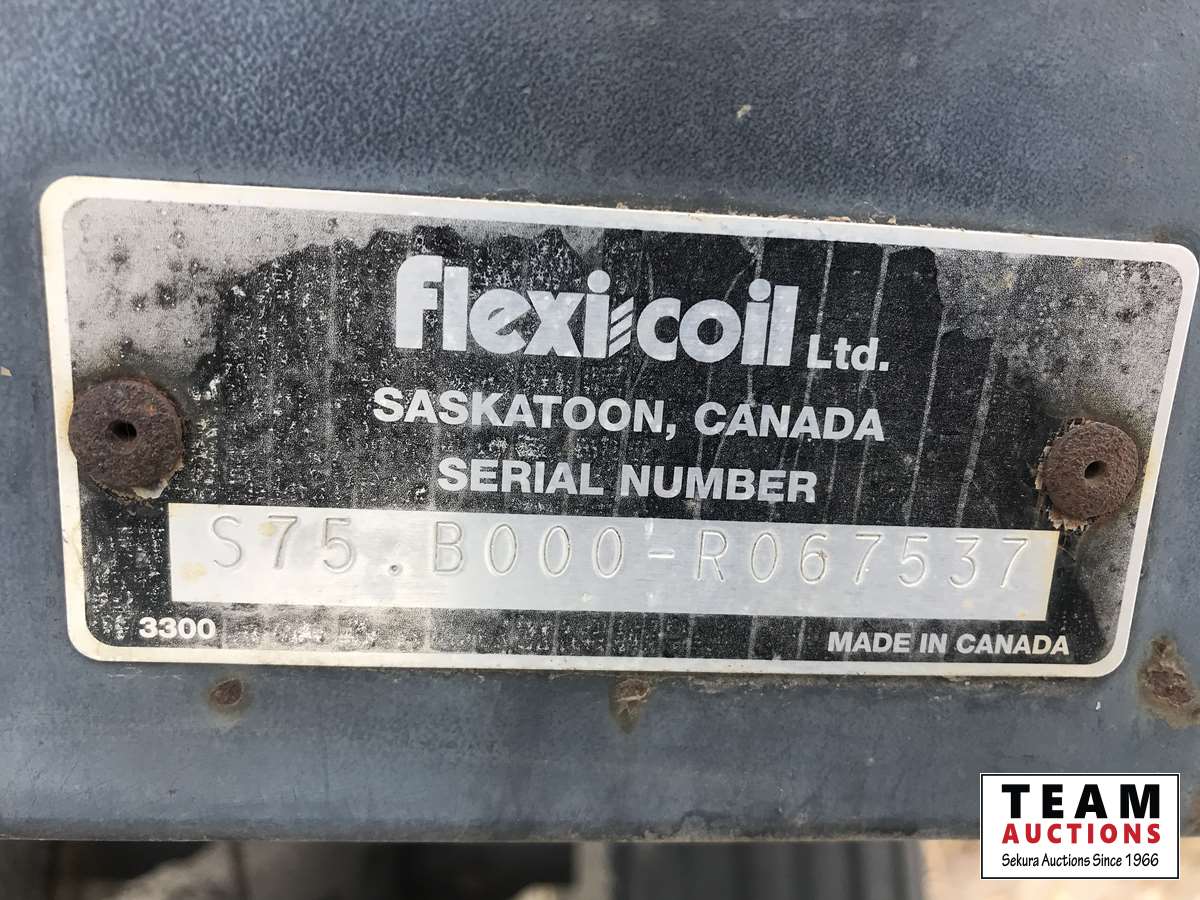 flexi-coil Ltd.
SASKATOON, CANADA
SERIAL NUMBER
S75.B000-R067537
3300
MADE IN CANADA
TEAM
AUCTIONS
Sekura Auctions Since 1966